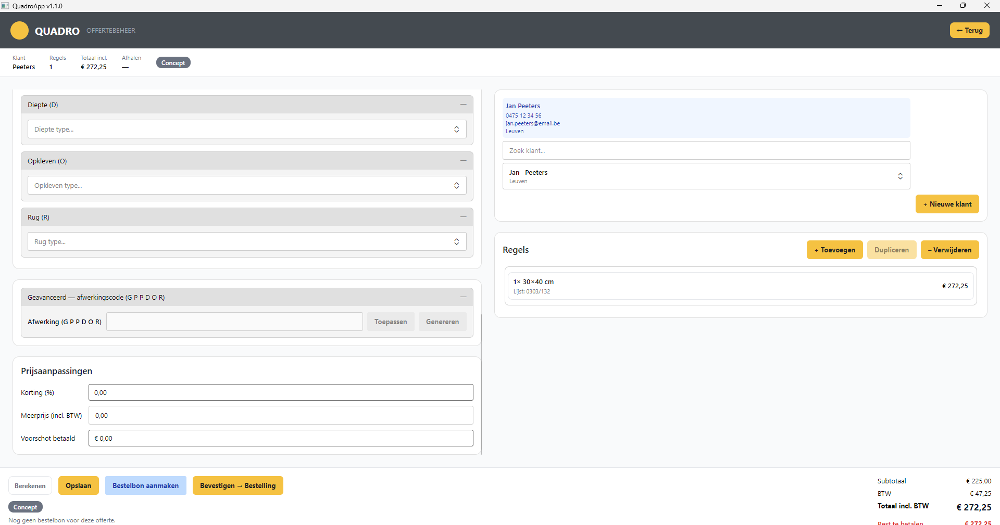 QuadroApp v1.1.0
QUADRO OFFERTEBEHEER
← Terug
Klant Regels Totaal incl. Afhalen
Peeters 1 € 272,25 —
Concept
Diepte (D)
Diepte type...
Opkleven (O)
Opkleven type...
Rug (R)
Rug type...
Geavanceerd — afwerkingscode (G P P D O R)
Afwerking (G P P D O R) Toepassen Genereren
Prijsaanpassingen
Korting (%) 0,00
Meerprijs (incl. BTW) 0,00
Voorschot betaald € 0,00
Jan Peeters
0475 12 34 56
jan.peeters@email.be
Leuven
Zoek klant...
Jan Peeters
Leuven
+ Nieuwe klant
Regels + Toevoegen Dupliceren – Verwijderen
1× 30×40 cm
Lijst: 0303/132
€ 272,25
Berekenen Opslaan Bestelbon aanmaken Bevestigen → Bestelling
Concept
Nog geen bestelbon voor deze offerte.
Subtotaal € 225,00
BTW € 47,25
Totaal incl. BTW € 272,25
Rest te betalen € 272,25